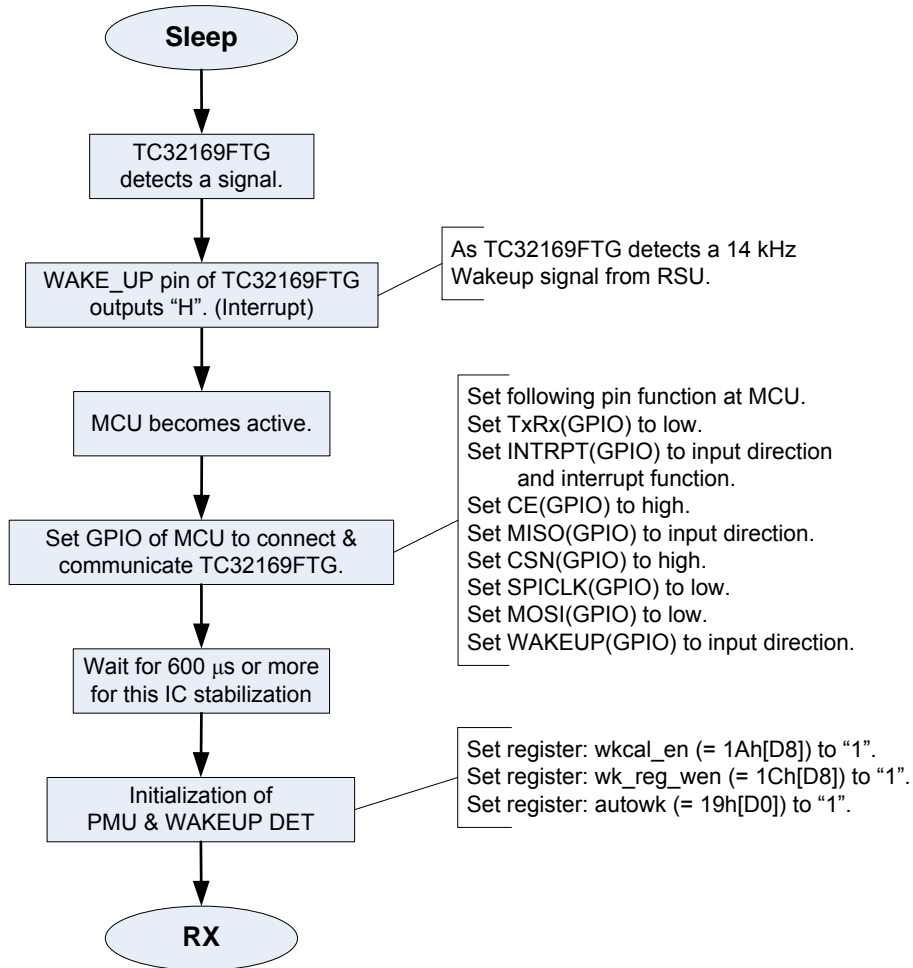 Sleep
TC32169FTG
detects a signal.
WAKE_UP pin of TC32169FTG
outputs “H”. (Interrupt)
As TC32169FTG detects a 14 kHz
Wakeup signal from RSU.
MCU becomes active.
Set GPIO of MCU to connect &
communicate TC32169FTG.
Set following pin function at MCU.
Set TxRx(GPIO) to low.
Set INTRPT(GPIO) to input direction
and interrupt function.
Set CE(GPIO) to high.
Set MISO(GPIO) to input direction.
Set CSN(GPIO) to high.
Set SPICLK(GPIO) to low.
Set MOSI(GPIO) to low.
Set WAKEUP(GPIO) to input direction.
Wait for 600 μs or more
for this IC stabilization
Initialization of
PMU & WAKEUP DET
Set register: wkcal_en (= 1Ah[D8]) to “1”.
Set register: wk_reg_wen (= 1Ch[D8]) to “1”.
Set register: autowk (= 19h[D0]) to “1”.
RX